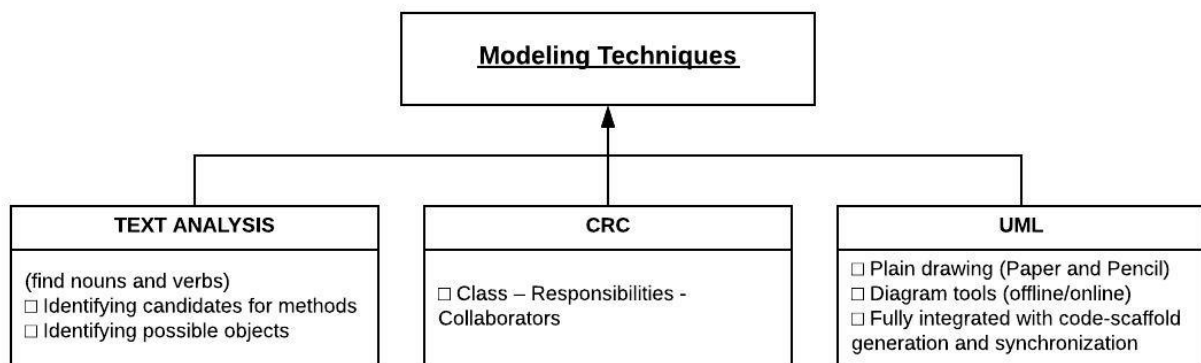 Modeling Techniques
TEXT ANALYSIS
(find nouns and verbs)
□ Identifying candidates for methods
□ Identifying possible objects
CRC
□ Class – Responsibilities -
Collaborators
UML
□ Plain drawing (Paper and Pencil)
□ Diagram tools (offline/online)
□ Fully integrated with code-scaffold
generation and synchronization